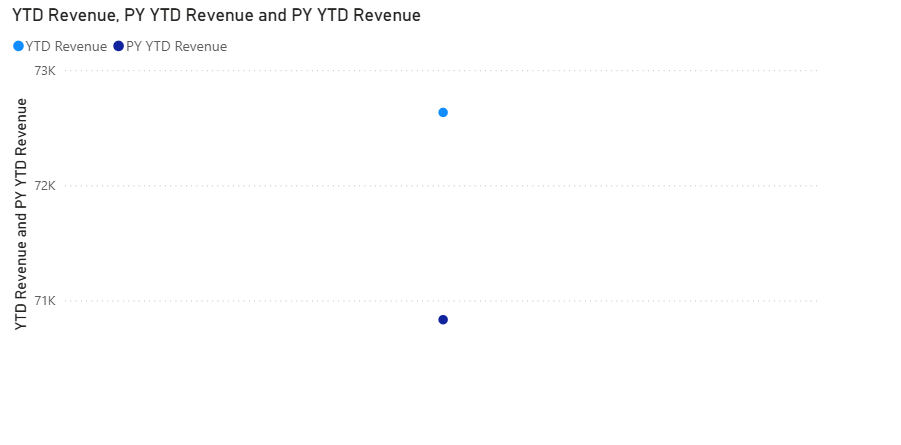 YTD Revenue, PY YTD Revenue and PY YTD Revenue
YTD Revenue PY YTD Revenue
73K
72K
71K
YTD Revenue and PY YTD Revenue